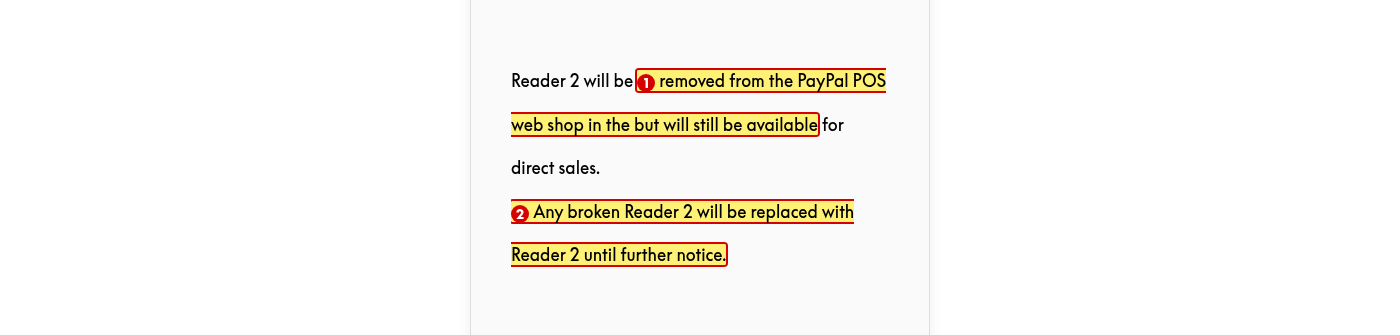 Reader 2 will be 1 removed from the PayPal POS
web shop in the but will still be available for
direct sales.
2 Any broken Reader 2 will be replaced with
Reader 2 until further notice.